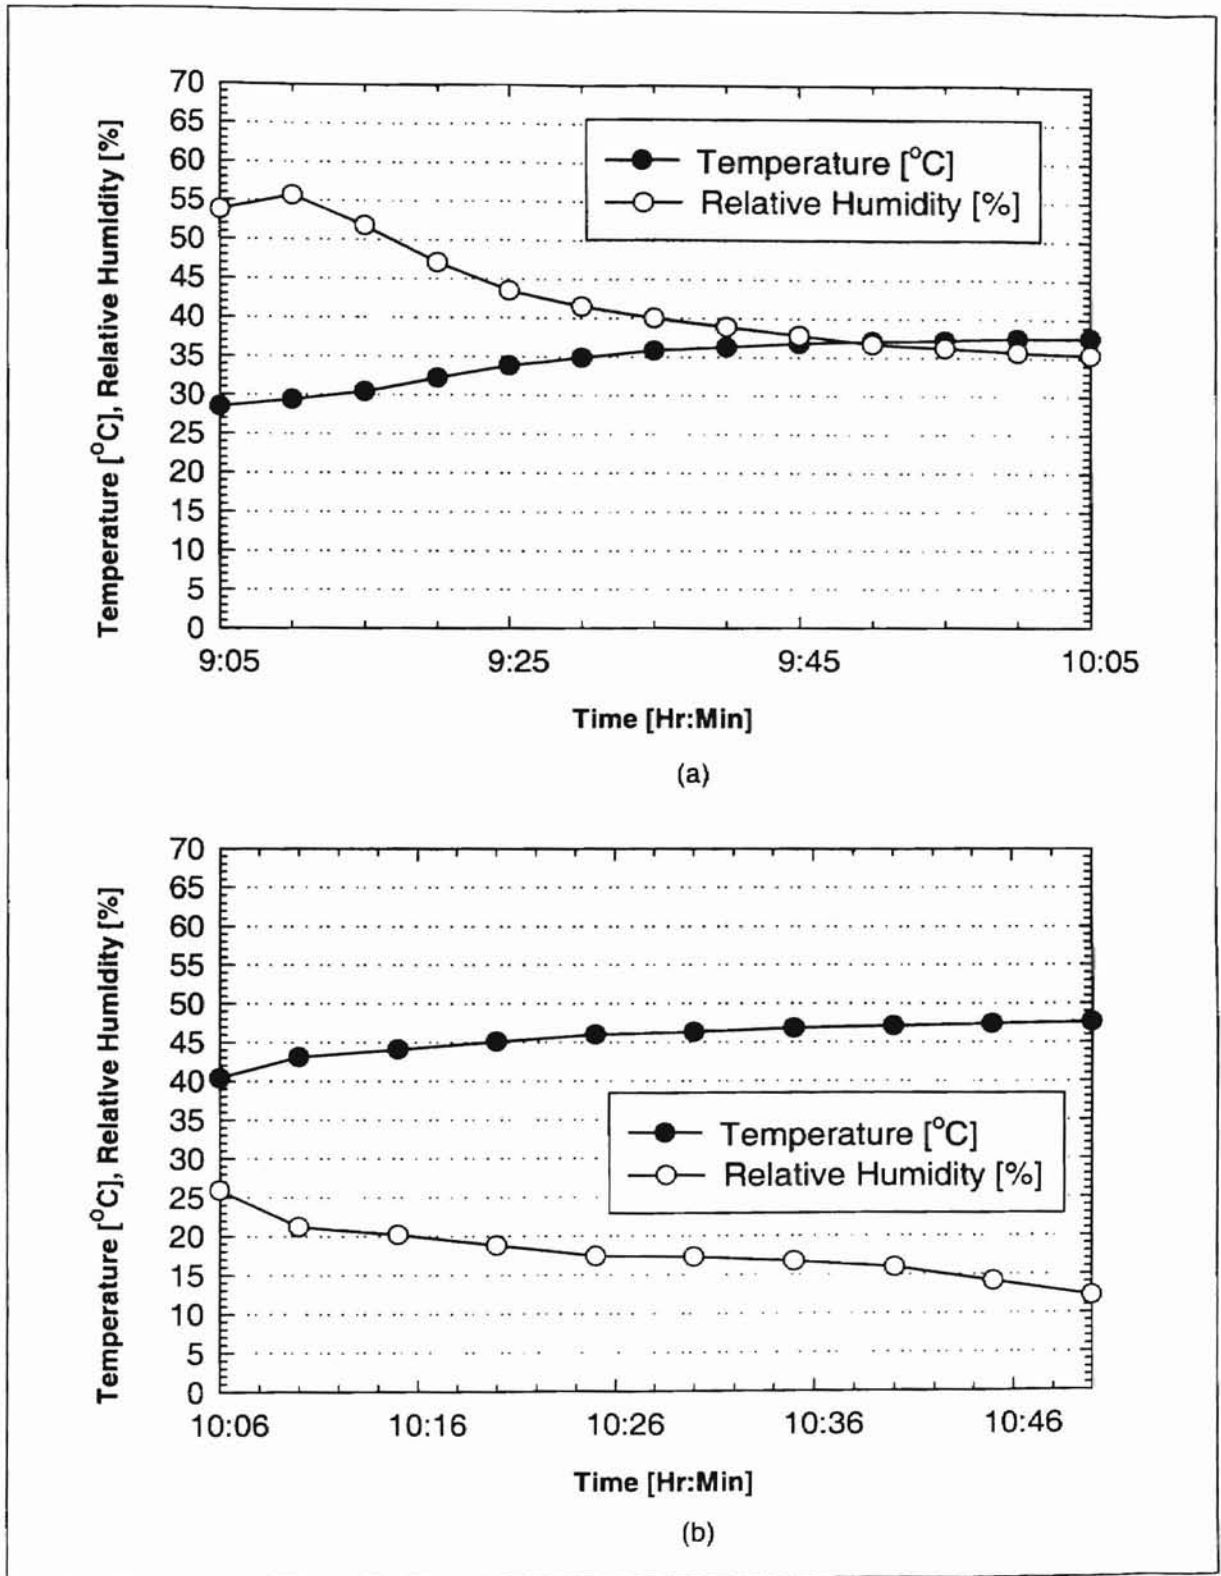 70
65
60
55
50
45
40
35
30
25
20
15
10
5
0
Temperature [°C], Relative Humidity [%]
Temperature [°C]
Relative Humidity [%]
9:05 9:25 9:45 10:05
Time [Hr:Min]
(a)
70
65
60
55
50
45
40
35
30
25
20
15
10
5
0
Temperature [°C], Relative Humidity [%]
Temperature [°C]
Relative Humidity [%]
10:06 10:16 10:26 10:36 10:46
Time [Hr:Min]
(b)